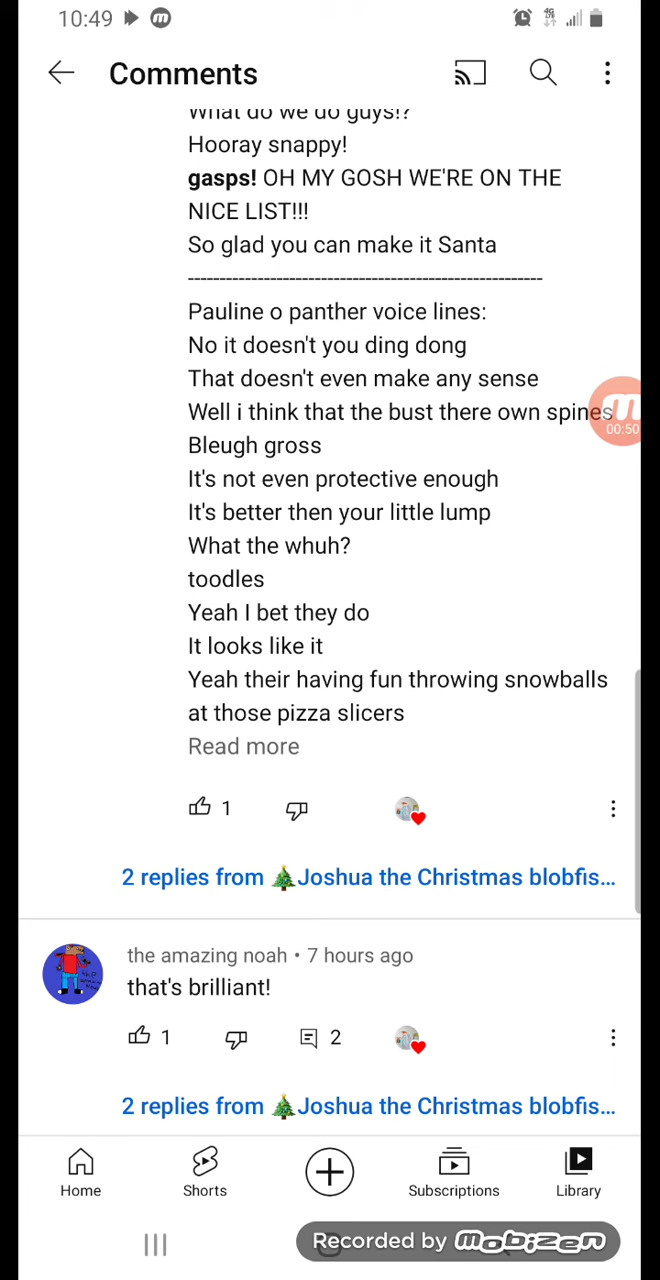 10:49
Comments
What do we do guys!?
Hooray snappy!
gasps! OH MY GOSH WE'RE ON THE
NICE LIST!!!
So glad you can make it Santa
--------------------------------------------------------
Pauline o panther voice lines:
No it doesn't you ding dong
That doesn't even make any sense
Well i think that the bust there own spines
00:50
Bleugh gross
It's not even protective enough
It's better then your little lump
What the whuh?
toodles
Yeah I bet they do
It looks like it
Yeah their having fun throwing snowballs
at those pizza slicers
Read more
1
2 replies from 🎄Joshua the Christmas blobfis...
the amazing noah • 7 hours ago
that's brilliant!
1 2
2 replies from 🎄Joshua the Christmas blobfis...
Home Shorts Subscriptions Library
Recorded by mobizen